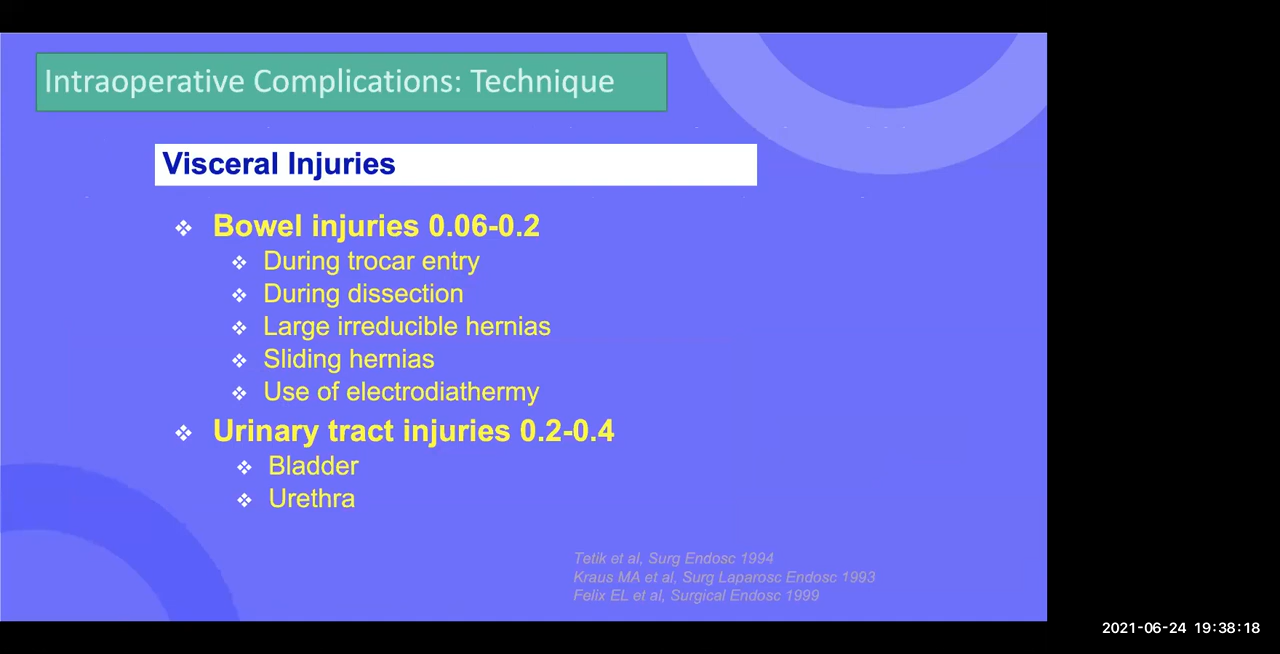 Intraoperative Complications: Technique
Visceral Injuries
❖ Bowel injuries 0.06-0.2
❖ During trocar entry
❖ During dissection
❖ Large irreducible hernias
❖ Sliding hernias
❖ Use of electrodiathermy
❖ Urinary tract injuries 0.2-0.4
❖ Bladder
❖ Urethra
Tetik et al, Surg Endosc 1994
Kraus MA et al, Surg Laparosc Endosc 1993
Felix EL et al, Surgical Endosc 1999
2021-06-24 19:38:18